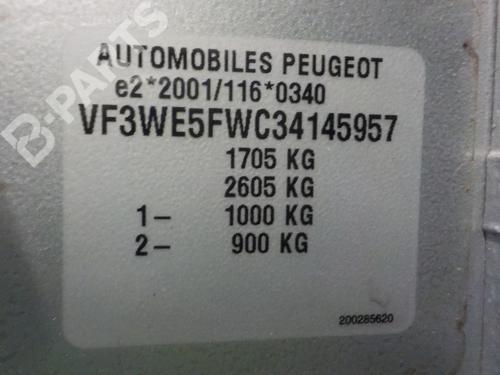 AUTOMOBILES PEUGEOT
e2*2001/116*0340
VF3WE5FWC34145957
1705 KG
2605 KG
1- 1000 KG
2- 900 KG
200285620
B-PARTS